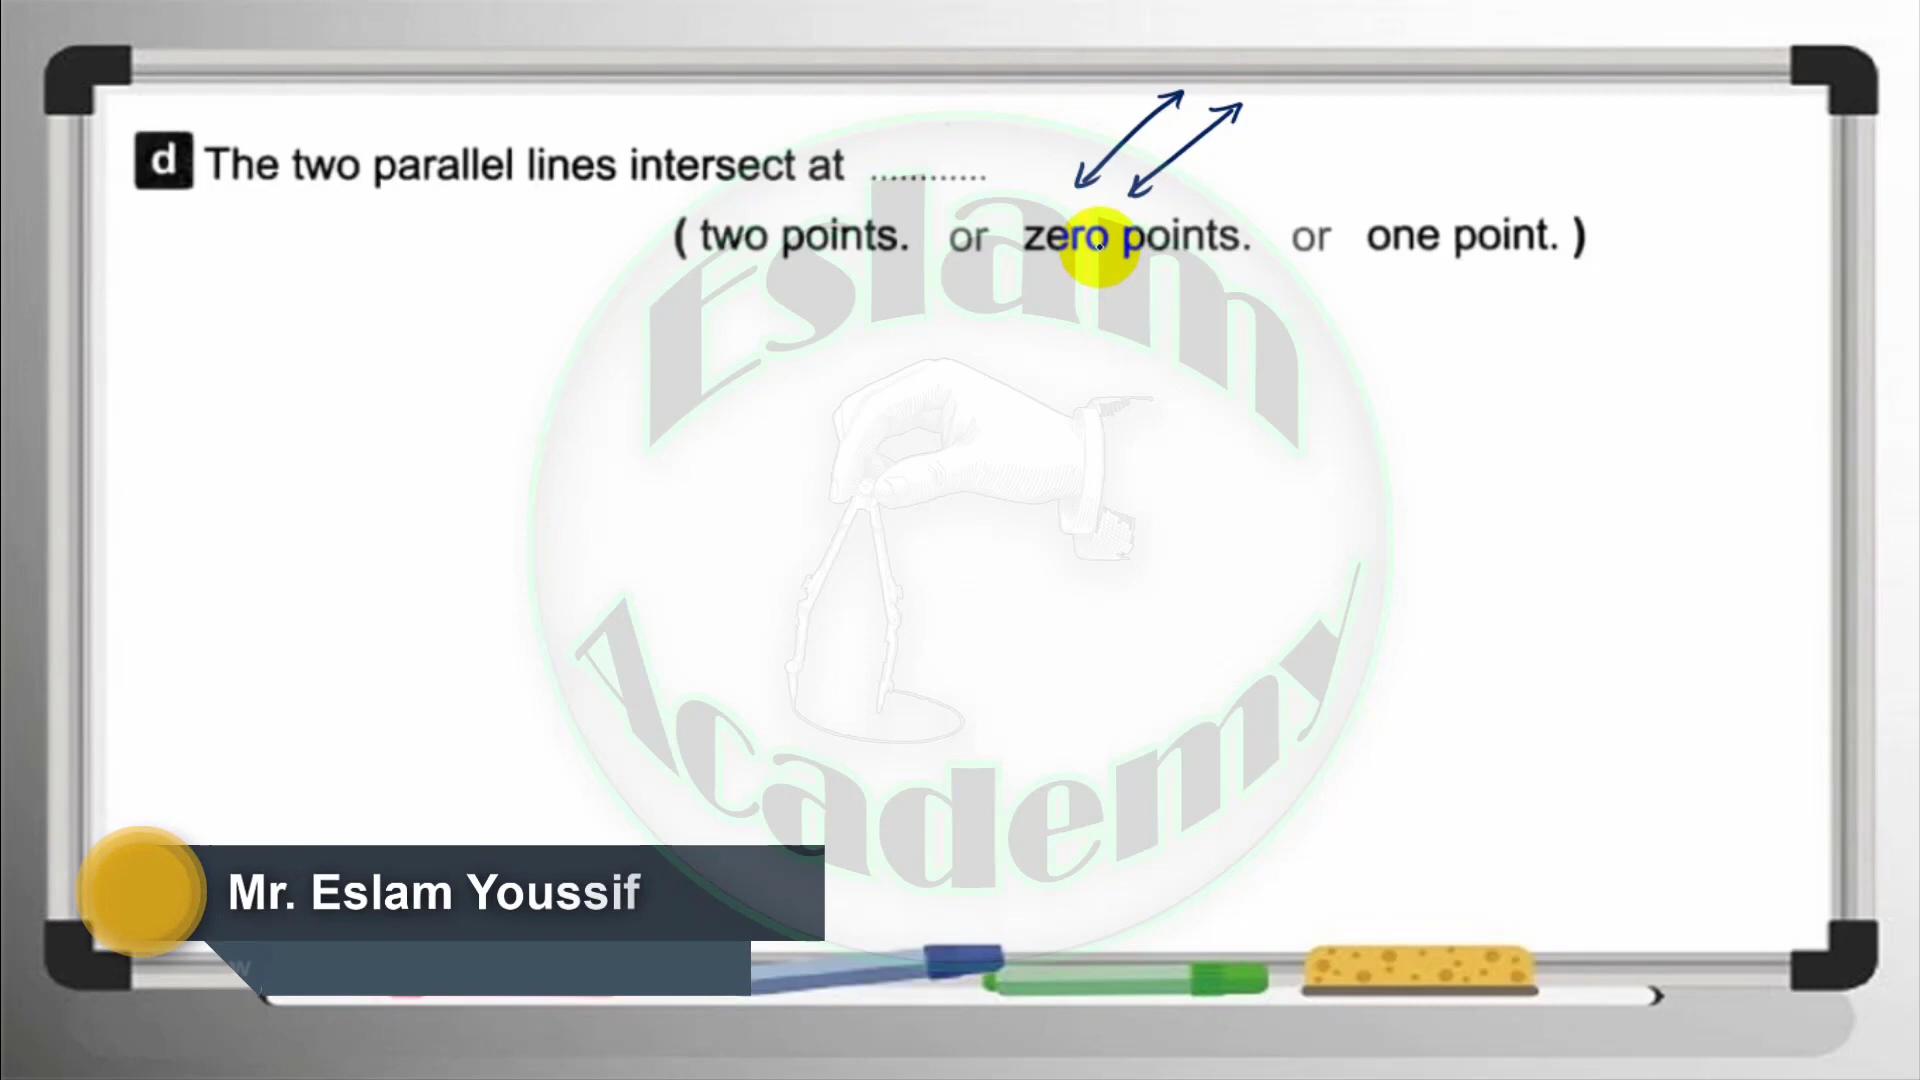 d The two parallel lines intersect at ............
( two points. or zero points. or one point. )
Eslam
Academy
Mr. Eslam Youssif
w